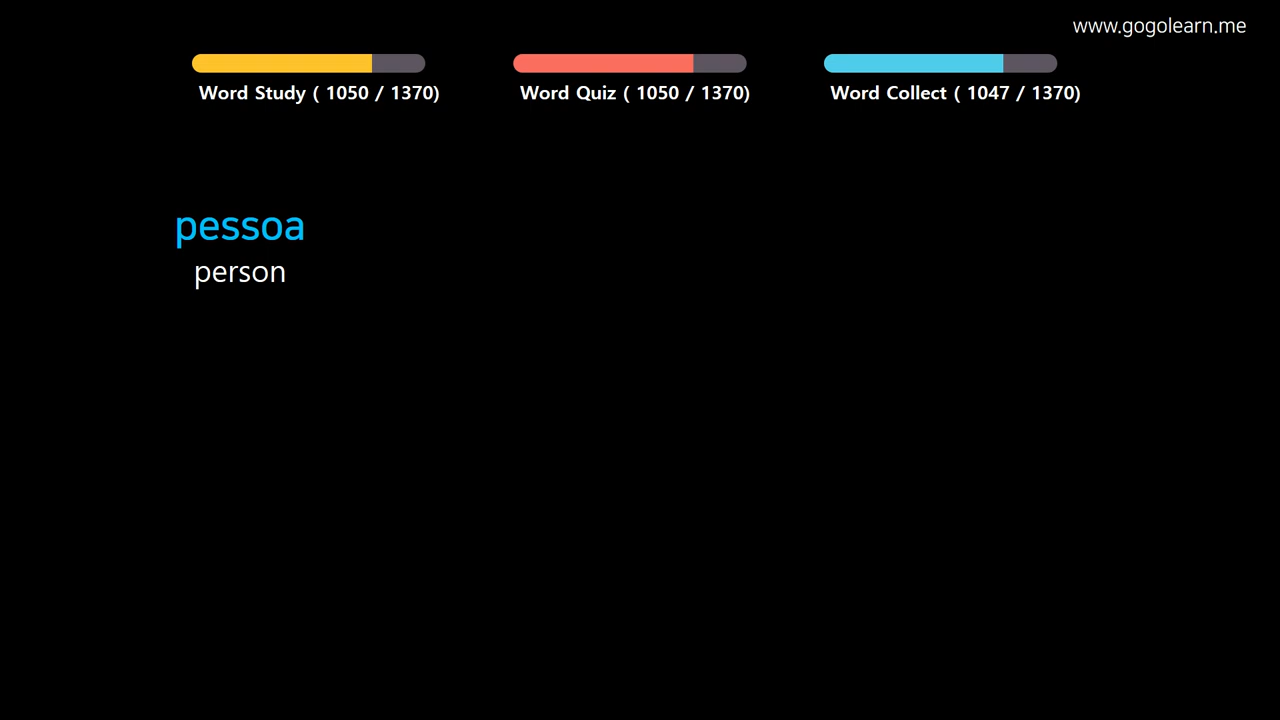 www.gogolearn.me
Word Study ( 1050 / 1370)
Word Quiz ( 1050 / 1370)
Word Collect ( 1047 / 1370)
pessoa
person